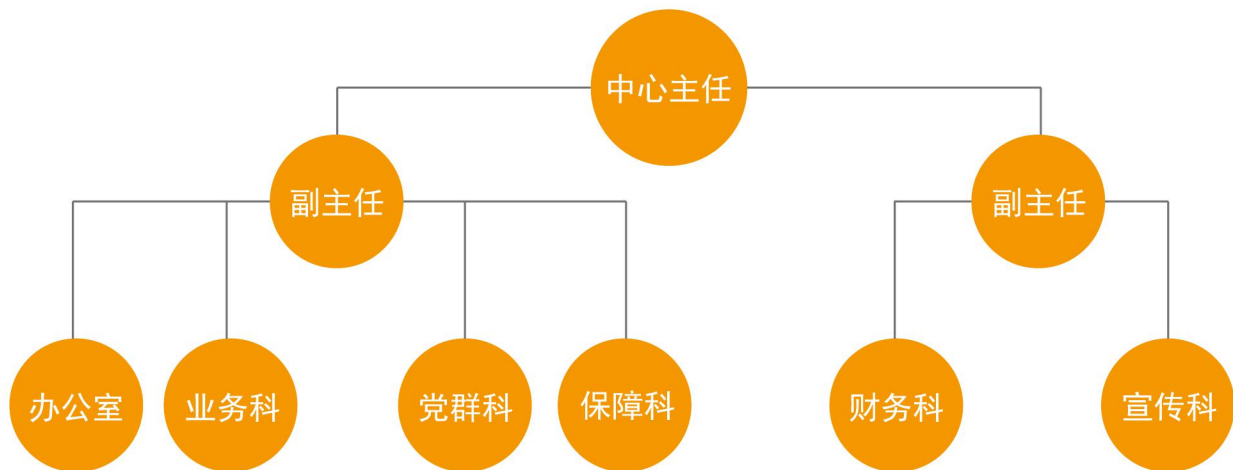 中心主任
副主任
副主任
办公室
业务科
党群科
保障科
财务科
宣传科